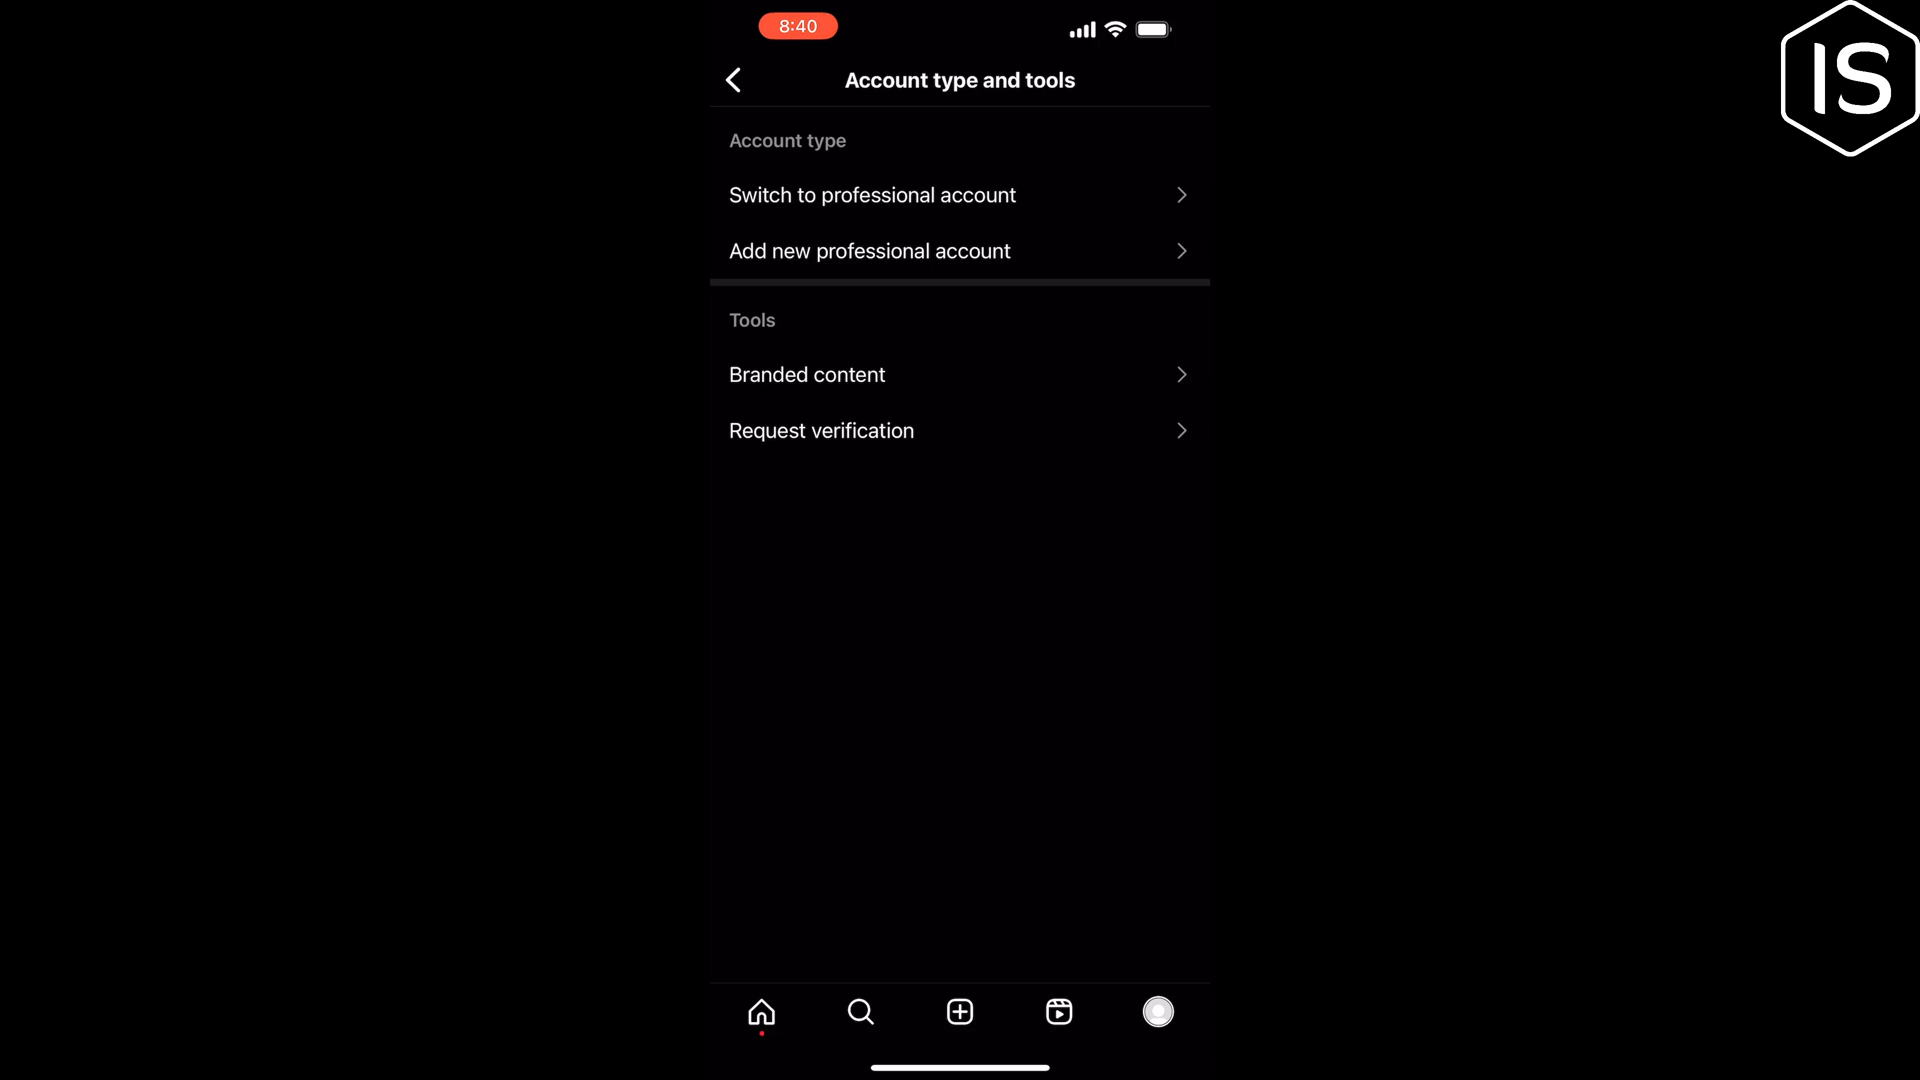 8:40
IS
Account type and tools
Account type
Switch to professional account
Add new professional account
Tools
Branded content
Request verification